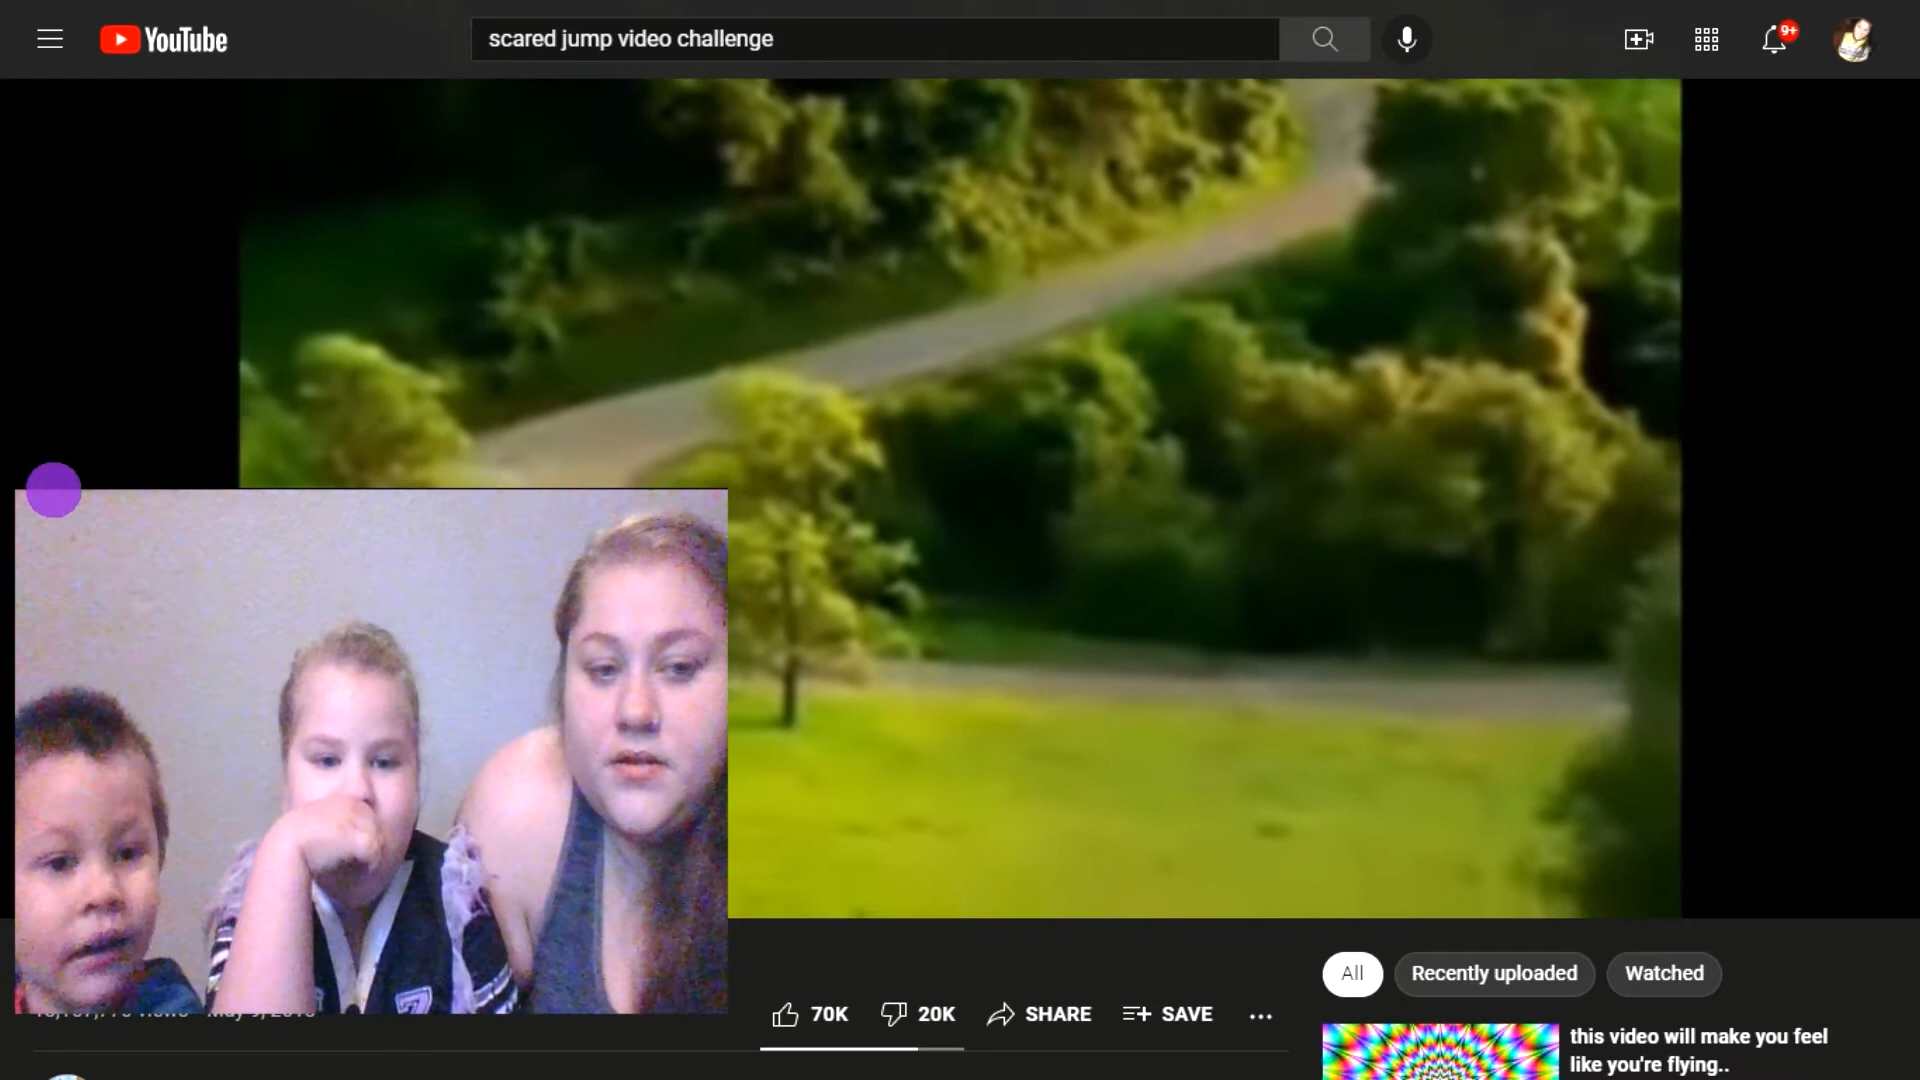 YouTube
scared jump video challenge
9+
70K
20K
SHARE
SAVE
All
Recently uploaded
Watched
this video will make you feel
like you're flying..